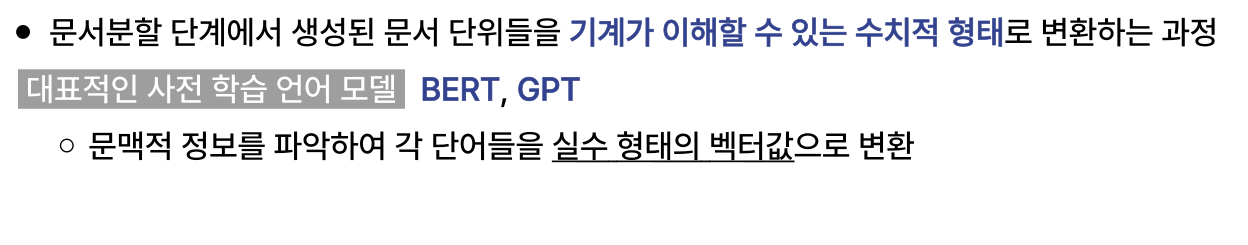 ● 문서분할 단계에서 생성된 문서 단위들을 기계가 이해할 수 있는 수치적 형태로 변환하는 과정
대표적인 사전 학습 언어 모델 BERT, GPT
○ 문맥적 정보를 파악하여 각 단어들을 실수 형태의 벡터값으로 변환